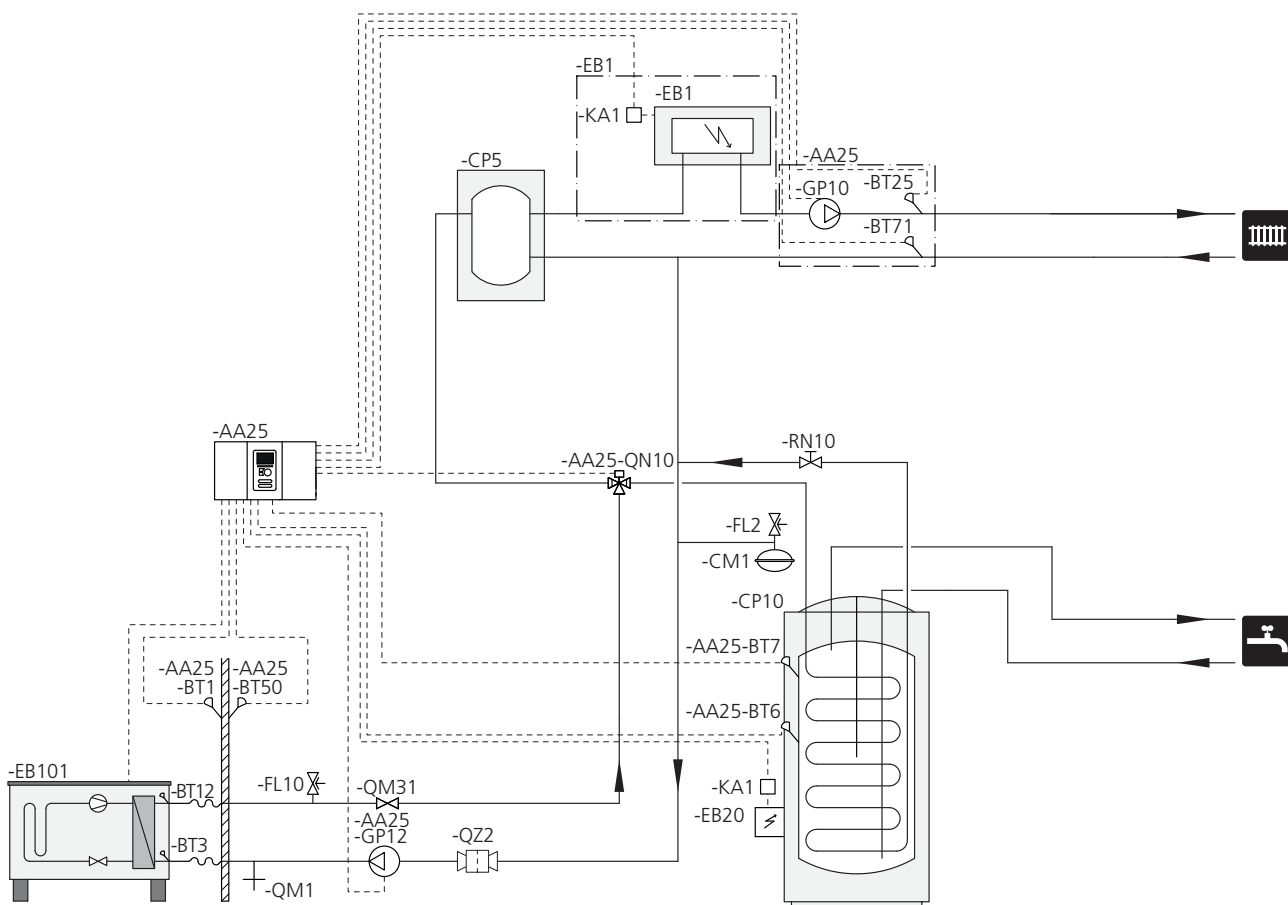 -EB1
-EB1
-KA1
-CP5
-AA25
-BT25
-GP10
-BT71
-AA25
-RN10
-AA25-QN10
-FL2
-CM1
-CP10
-AA25-BT7
-AA25
-AA25
-BT1
-BT50
-AA25-BT6
-EB101
-BT12
-FL10
-QM31
-KA1
-AA25
-GP12
-QZ2
-EB20
-BT3
-QM1